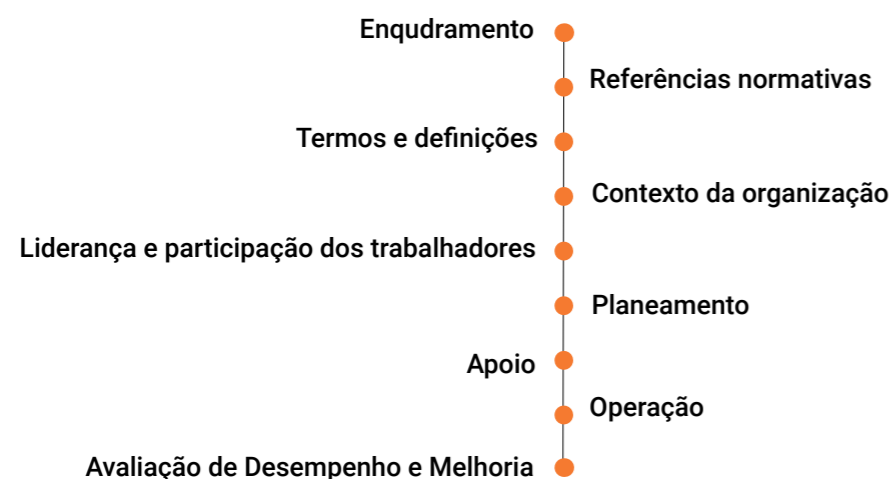 Enqudramento
Referências normativas
Termos e definições
Contexto da organização
Liderança e participação dos trabalhadores
Planeamento
Apoio
Operação
Avaliação de Desempenho e Melhoria